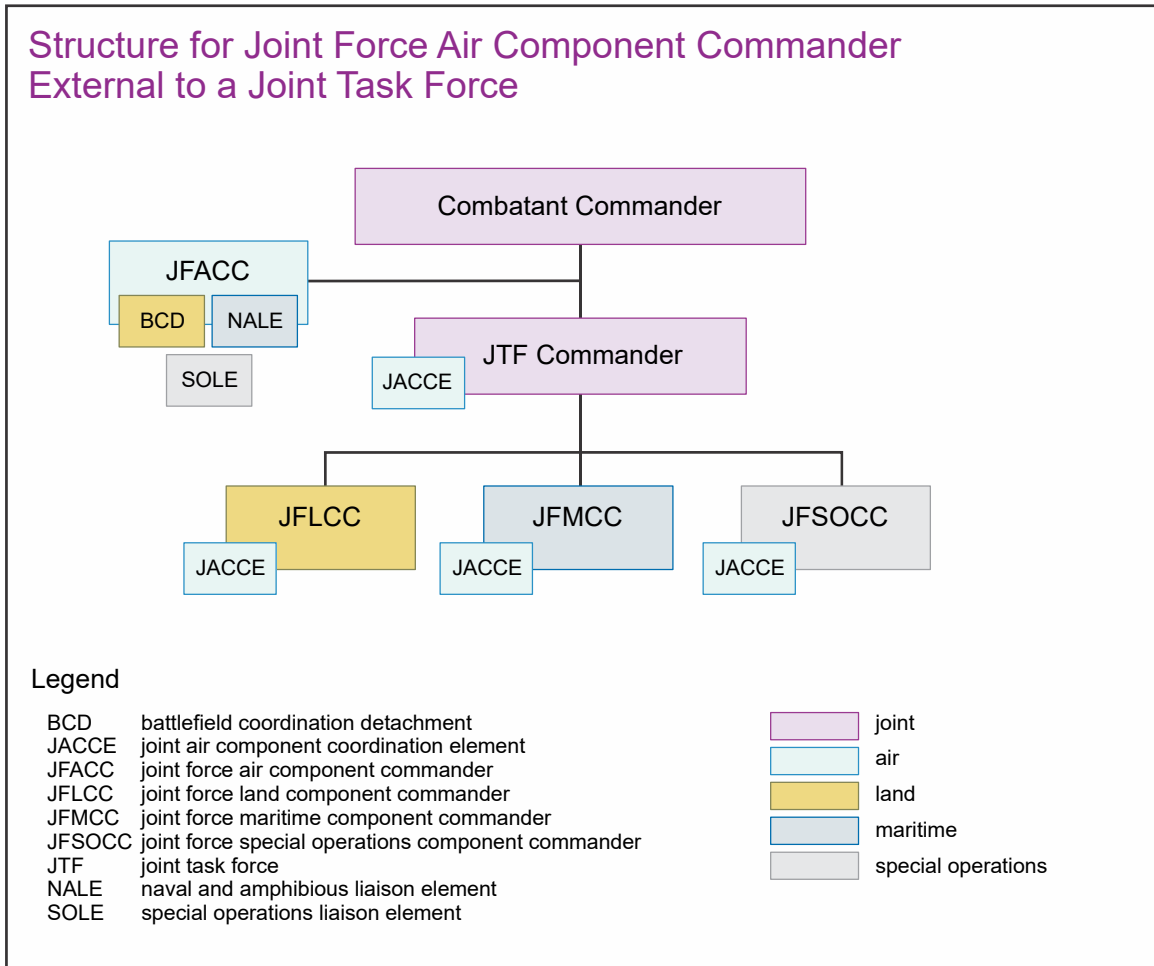 Structure for Joint Force Air Component Commander
External to a Joint Task Force
Combatant Commander
JFACC
BCD
NALE
SOLE
JTF Commander
JACCE
JFLCC
JACCE
JFMCC
JACCE
JFSOCC
JACCE
Legend
BCD battlefield coordination detachment
JACCE joint air component coordination element
JFACC joint force air component commander
JFLCC joint force land component commander
JFMCC joint force maritime component commander
JFSOCC joint force special operations component commander
JTF joint task force
NALE naval and amphibious liaison element
SOLE special operations liaison element
joint
air
land
maritime
special operations